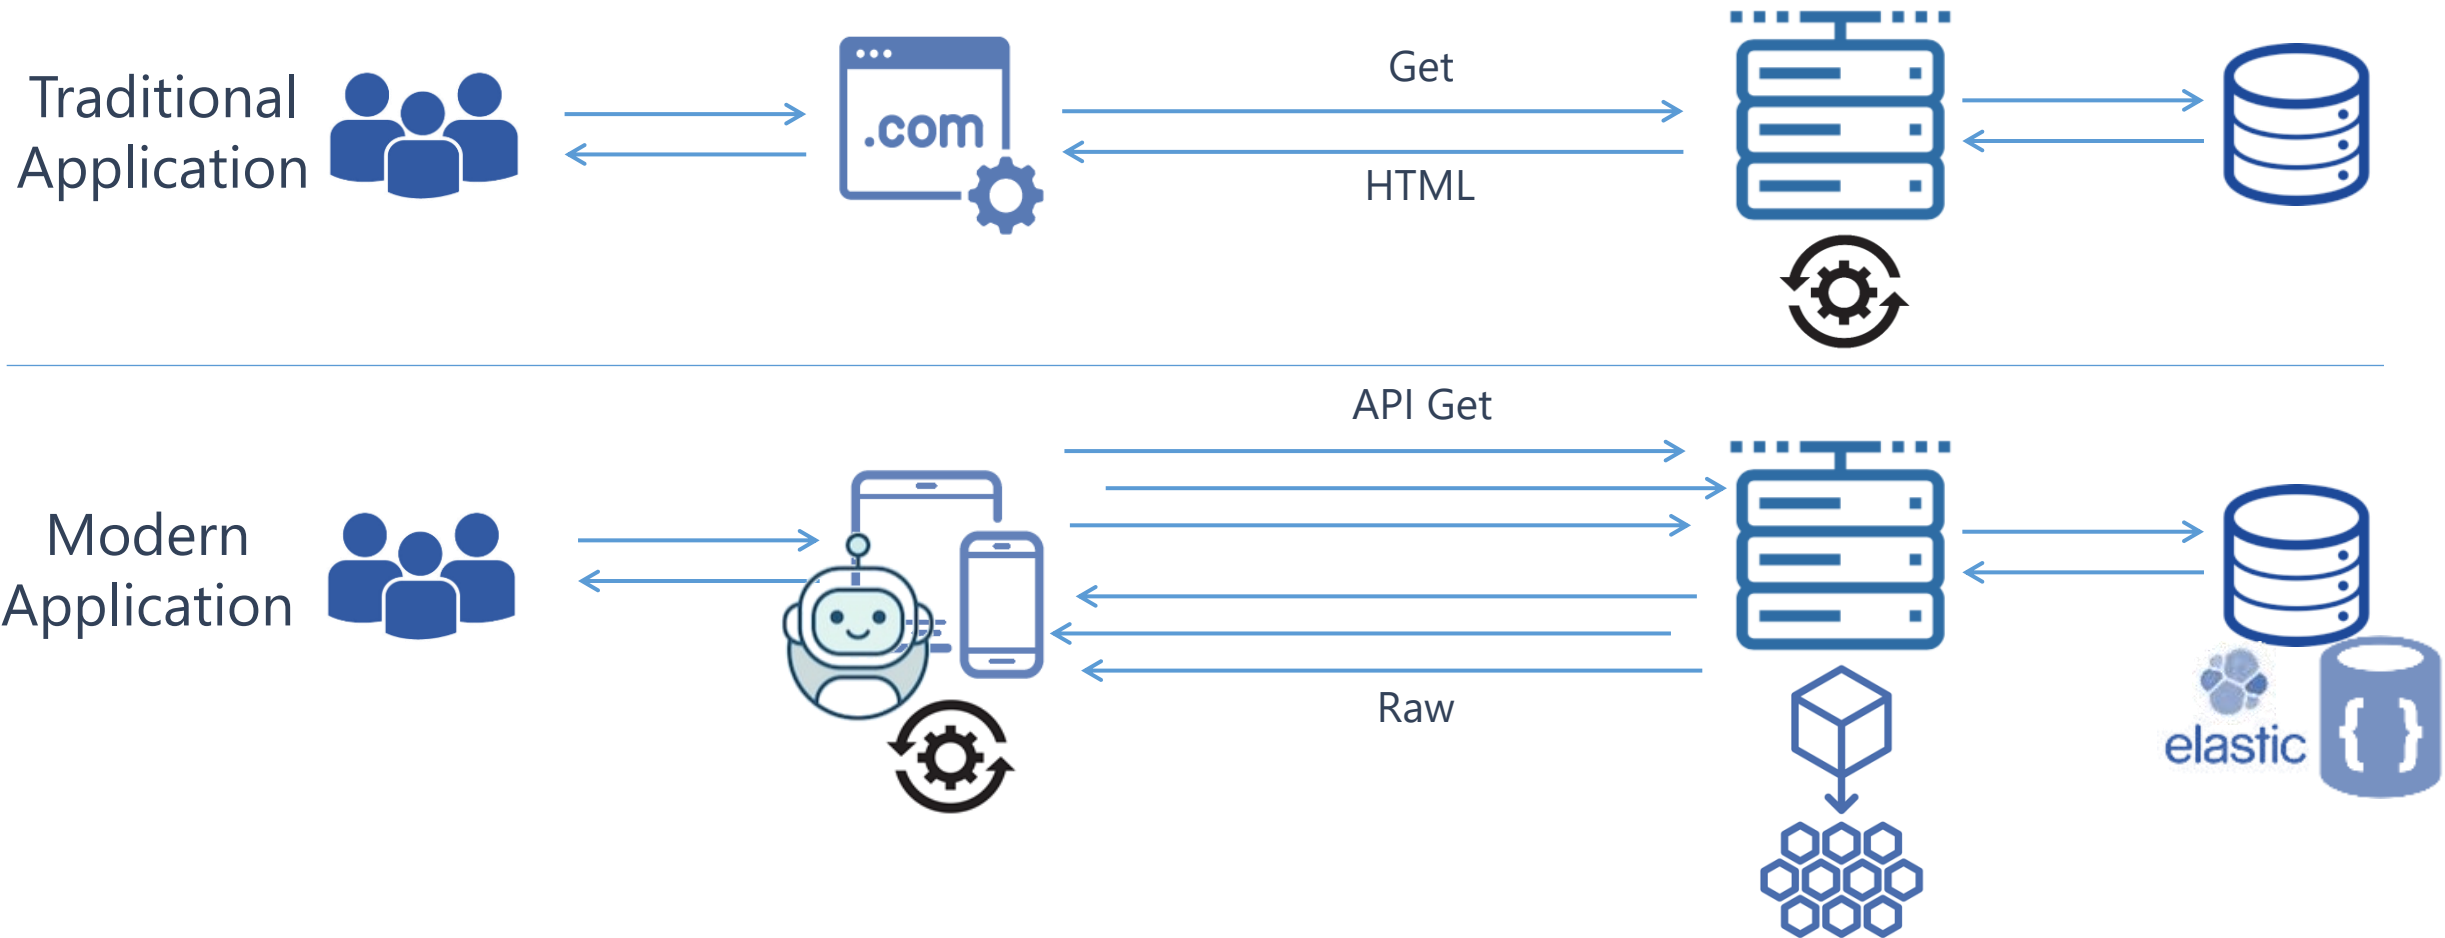 Traditional
Application
.com
Get
HTML
API Get
Modern
Application
Raw
elastic
{ }